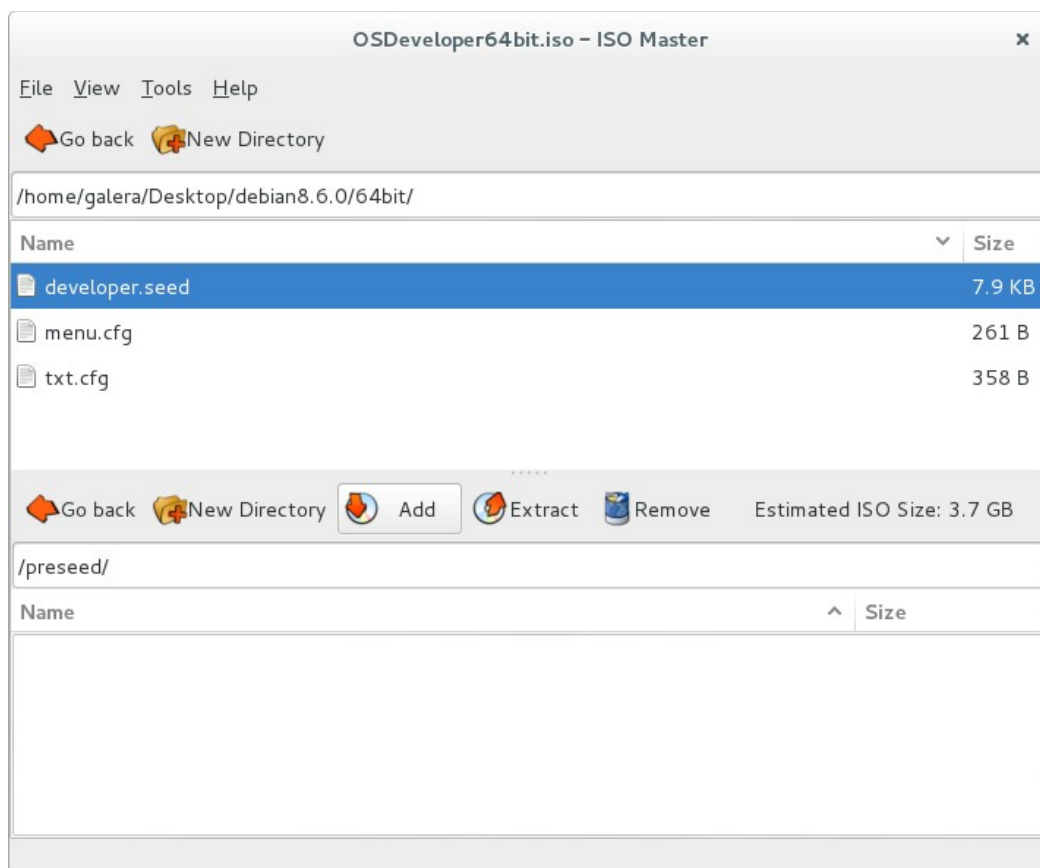 OSDeveloper64bit.iso – ISO Master
File View Tools Help
Go back New Directory
/home/galera/Desktop/debian8.6.0/64bit/
Name Size
developer.seed 7.9 KB
menu.cfg 261 B
txt.cfg 358 B
Go back New Directory Add Extract Remove Estimated ISO Size: 3.7 GB
/preseed/
Name Size